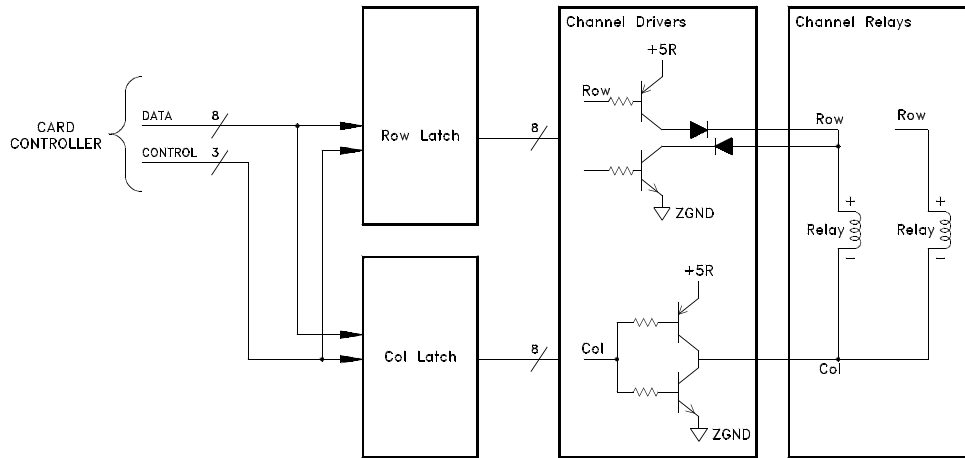 Channel Drivers
Channel Relays
+5R
Row
DATA
8
Row
Row
CARD
CONTROLLER
Row Latch
8
CONTROL
3
+
+
ZGND
Relay
Relay
-
-
+5R
8
Col
Col Latch
Col
ZGND